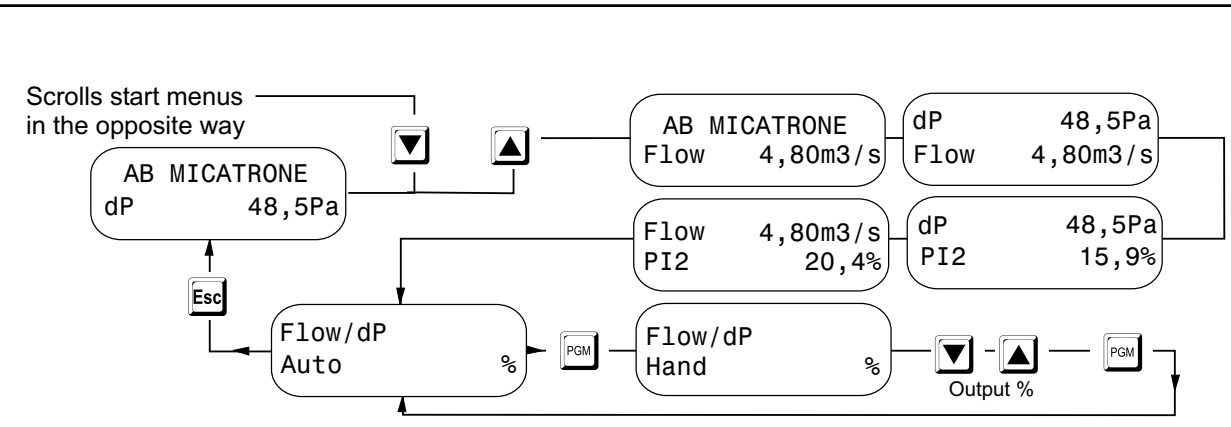 Scrolls start menus
in the opposite way
AB MICATRONE
dP 48,5Pa
AB MICATRONE
Flow 4,80m3/s
dP 48,5Pa
Flow 4,80m3/s
Flow 4,80m3/s
PI2 20,4%
dP 48,5Pa
PI2 15,9%
Esc
Flow/dP
Auto %
PGM
Flow/dP
Hand %
Output %
PGM